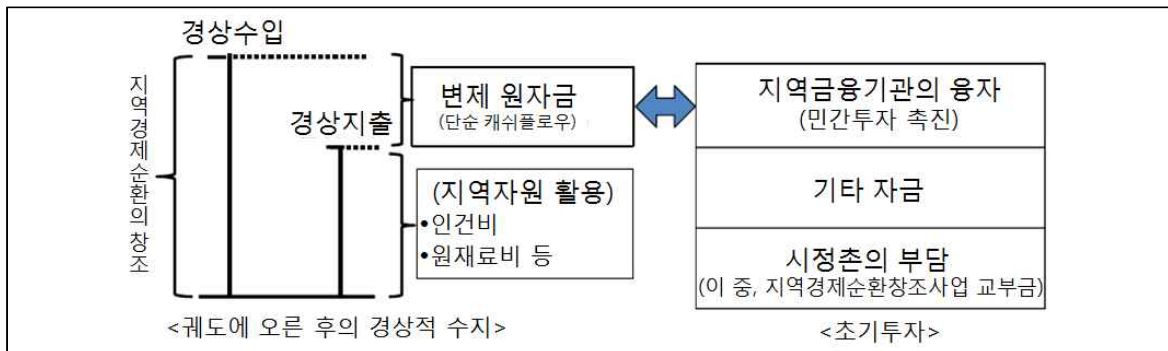 경상수입
지역경제순환의 창조
경상지출
변제 원자금
(단순 캐쉬플로우)
(지역자원 활용)
•인건비
•원재료비 등
<궤도에 오른 후의 경상적 수지>
지역금융기관의 융자
(민간투자 촉진)
기타 자금
시정촌의 부담
(이 중, 지역경제순환창조사업 교부금)
<초기투자>